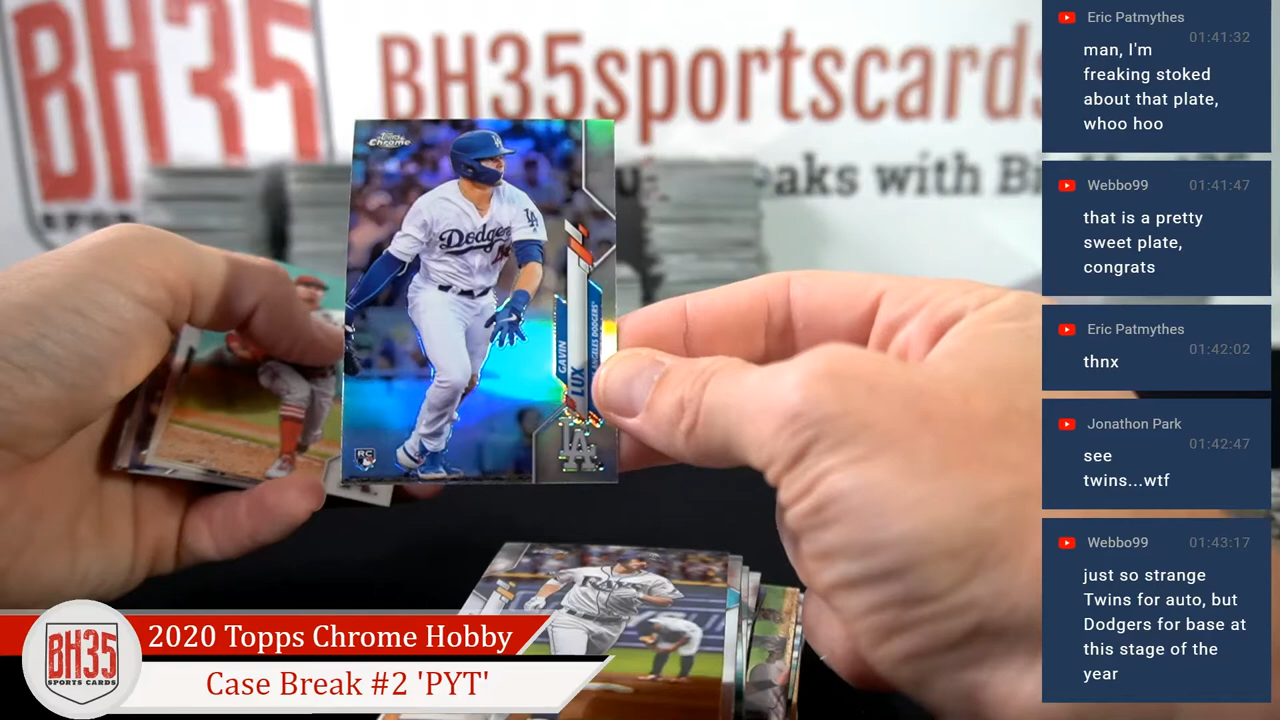 BH35
SPORTS
BH35sportscards
eaks with
Topps
Chrome
Dodgers
LA
GAVIN
LUX
ANGELES DODGERS
RC
LA
RAYS
BH35
SPORTS CARDS
2020 Topps Chrome Hobby
Case Break #2 'PYT'
Eric Patmythes
01:41:32
man, I'm
freaking stoked
about that plate,
whoo hoo
Webbo99
01:41:47
that is a pretty
sweet plate,
congrats
Eric Patmythes
01:42:02
thnx
Jonathon Park
01:42:47
see
twins...wtf
Webbo99
01:43:17
just so strange
Twins for auto, but
Dodgers for base at
this stage of the
year